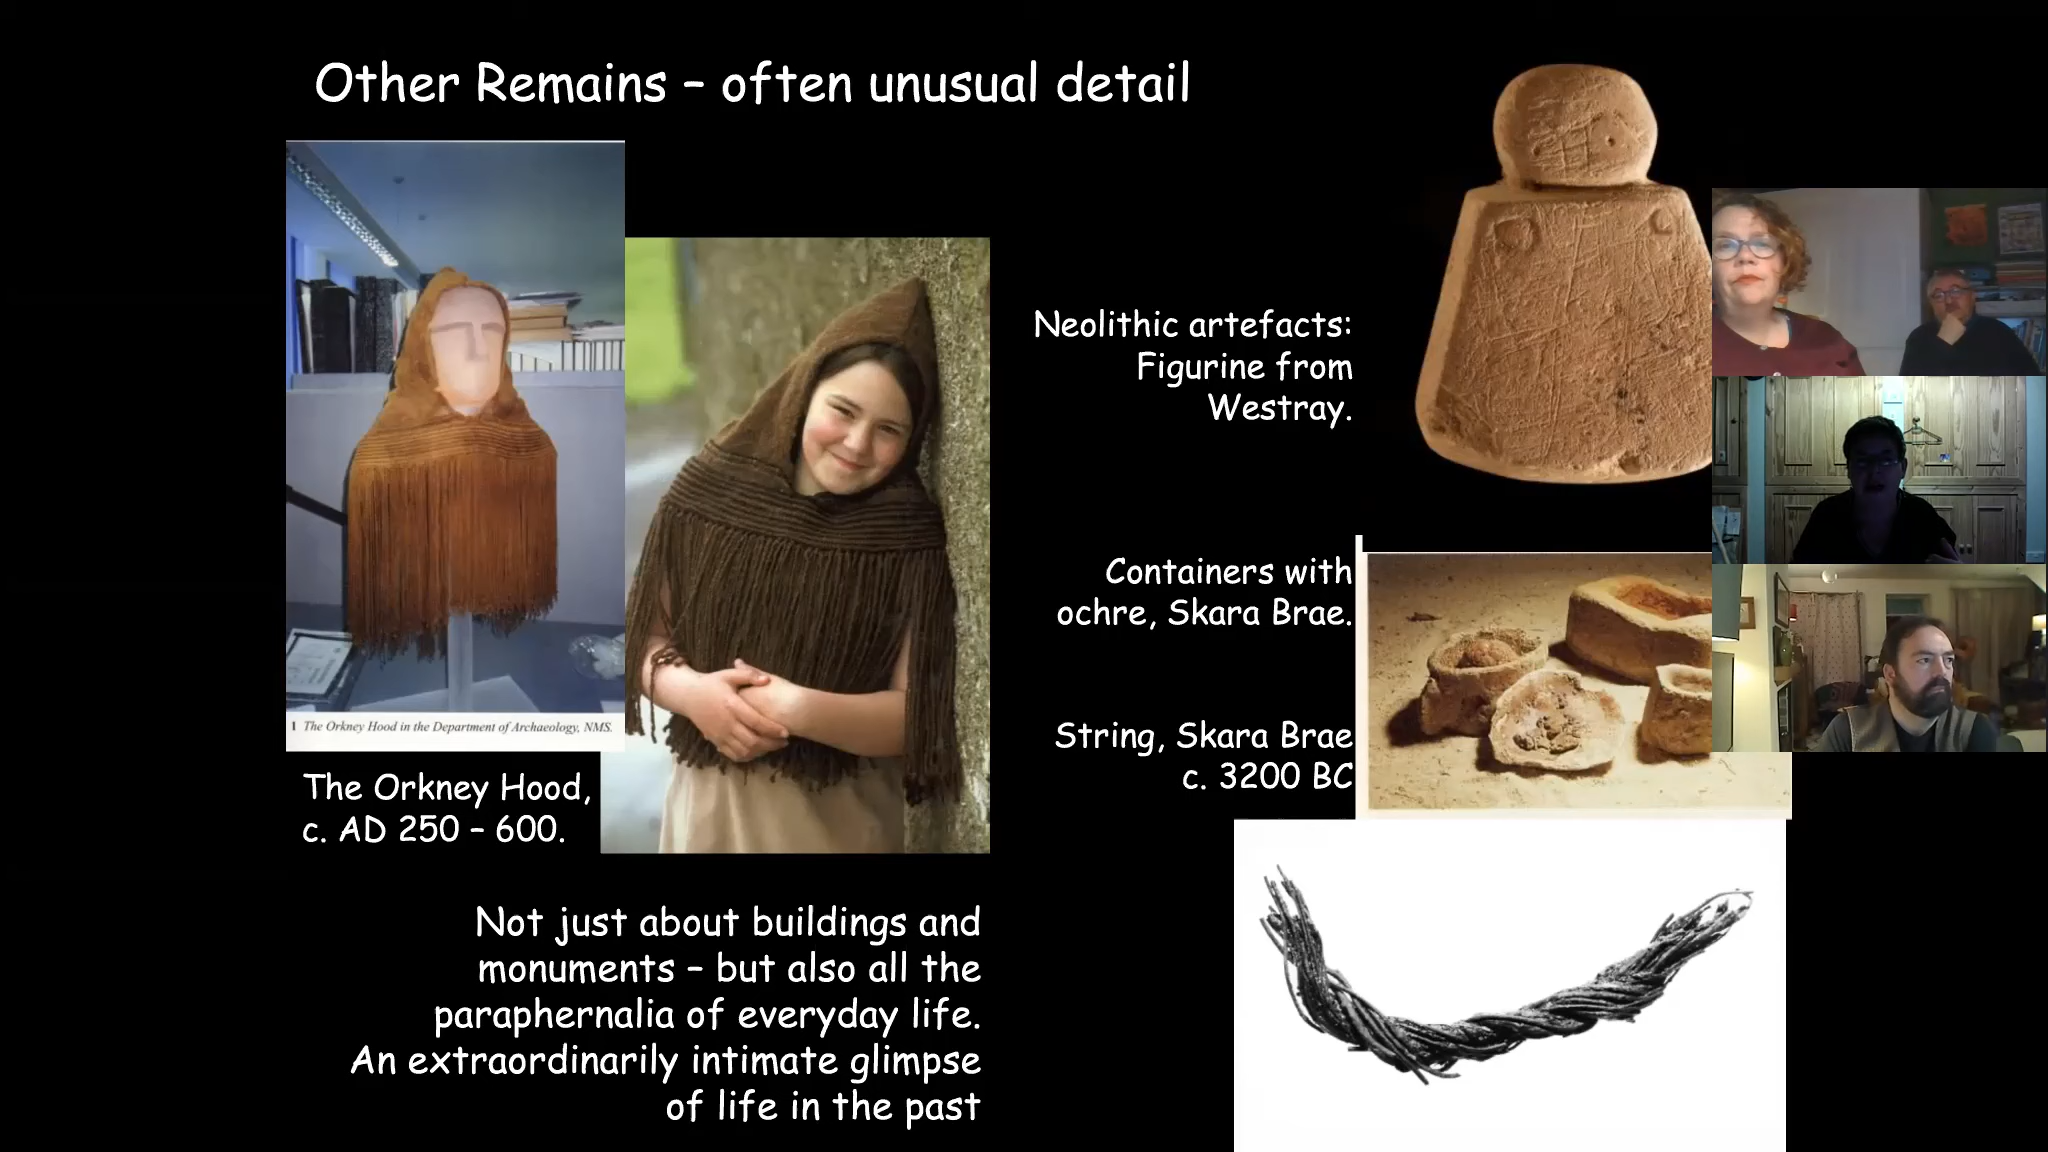 Other Remains – often unusual detail
1 The Orkney Hood in the Department of Archaeology, NMS.
The Orkney Hood,
c. AD 250 – 600.
Not just about buildings and
monuments – but also all the
paraphernalia of everyday life.
An extraordinarily intimate glimpse
of life in the past
Neolithic artefacts:
Figurine from
Westray.
Containers with
ochre, Skara Brae.
String, Skara Brae
c. 3200 BC